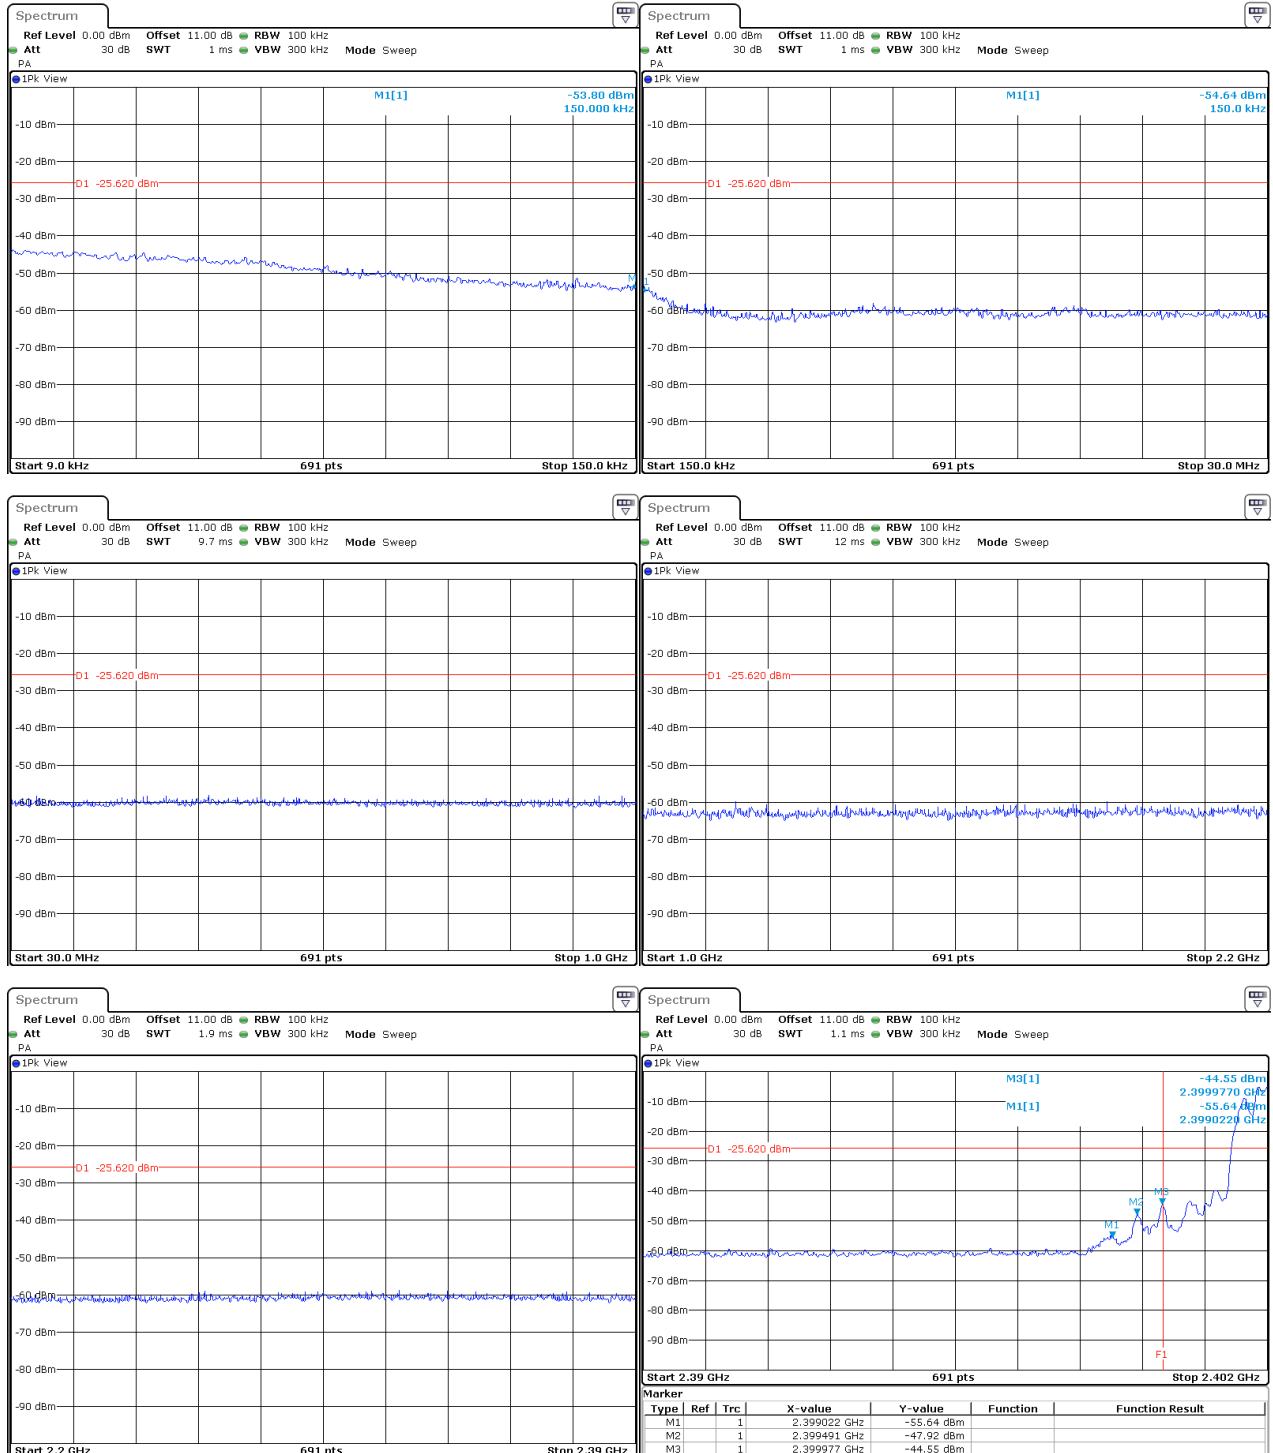 Spectrum
Ref Level 0.00 dBm Offset 11.00 dB RBW 100 kHz
Att 30 dB SWT 1 ms VBW 300 kHz Mode Sweep
PA
1Pk View
M1[1] -53.80 dBm
150.000 kHz
-10 dBm
-20 dBm
D1 -25.620 dBm
-30 dBm
-40 dBm
-50 dBm
-60 dBm
-70 dBm
-80 dBm
-90 dBm
Start 9.0 kHz 691 pts Stop 150.0 kHz
Spectrum
Ref Level 0.00 dBm Offset 11.00 dB RBW 100 kHz
Att 30 dB SWT 1 ms VBW 300 kHz Mode Sweep
PA
1Pk View
M1[1] -54.64 dBm
150.0 kHz
-10 dBm
-20 dBm
D1 -25.620 dBm
-30 dBm
-40 dBm
-50 dBm
-60 dBm
-70 dBm
-80 dBm
-90 dBm
Start 150.0 kHz 691 pts Stop 30.0 MHz
Spectrum
Ref Level 0.00 dBm Offset 11.00 dB RBW 100 kHz
Att 30 dB SWT 9.7 ms VBW 300 kHz Mode Sweep
PA
1Pk View
-10 dBm
-20 dBm
D1 -25.620 dBm
-30 dBm
-40 dBm
-50 dBm
-60 dBm
-70 dBm
-80 dBm
-90 dBm
Start 30.0 MHz 691 pts Stop 1.0 GHz
Spectrum
Ref Level 0.00 dBm Offset 11.00 dB RBW 100 kHz
Att 30 dB SWT 12 ms VBW 300 kHz Mode Sweep
PA
1Pk View
-10 dBm
-20 dBm
D1 -25.620 dBm
-30 dBm
-40 dBm
-50 dBm
-60 dBm
-70 dBm
-80 dBm
-90 dBm
Start 1.0 GHz 691 pts Stop 2.2 GHz
Spectrum
Ref Level 0.00 dBm Offset 11.00 dB RBW 100 kHz
Att 30 dB SWT 1.9 ms VBW 300 kHz Mode Sweep
PA
1Pk View
-10 dBm
-20 dBm
D1 -25.620 dBm
-30 dBm
-40 dBm
-50 dBm
-60 dBm
-70 dBm
-80 dBm
-90 dBm
Start 2.2 GHz 691 pts Stop 2.39 GHz
Spectrum
Ref Level 0.00 dBm Offset 11.00 dB RBW 100 kHz
Att 30 dB SWT 1.1 ms VBW 300 kHz Mode Sweep
PA
1Pk View
M3[1] -44.55 dBm
2.3999770 GHz
M1[1] -55.64 dBm
2.3990220 GHz
-10 dBm
-20 dBm
D1 -25.620 dBm
-30 dBm
-40 dBm
M3
M2
-50 dBm
M1
-60 dBm
-70 dBm
-80 dBm
-90 dBm
F1
Start 2.39 GHz 691 pts Stop 2.402 GHz
Marker
Type Ref Trc X-value Y-value Function Function Result
M1 1 2.399022 GHz -55.64 dBm
M2 1 2.399491 GHz -47.92 dBm
M3 1 2.399977 GHz -44.55 dBm